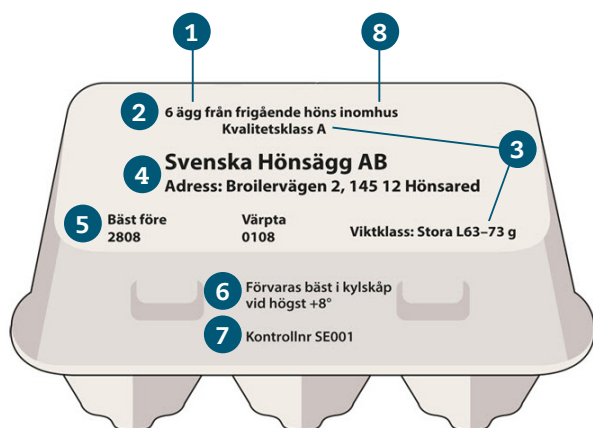 1
8
2
6 ägg från frigående höns inomhus
Kvalitetsklass A
3
Svenska Hönsägg AB
4
Adress: Broilervägen 2, 145 12 Hönsared
5
Bäst före
2808
Värpta
0108
Viktklass: Stora L63–73 g
6
Förvaras bäst i kylskåp
vid högst +8°
7
Kontrollnr SE001